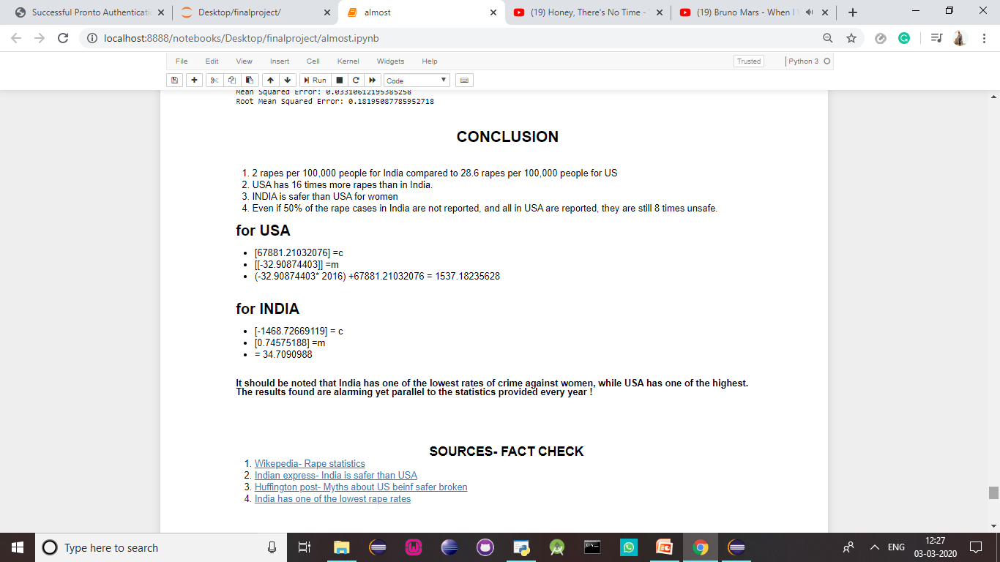 Successful Pronto Authenticati
Desktop/finalproject/
almost
(19) Honey, There's No Time -
(19) Bruno Mars - When I
localhost:8888/notebooks/Desktop/finalproject/almost.ipynb
File Edit View Insert Cell Kernel Widgets Help
Trusted
Python 3
Run
Code
Mean Squared Error: 0.03310612195385258
Root Mean Squared Error: 0.18195087785952718
CONCLUSION
1. 2 rapes per 100,000 people for India compared to 28.6 rapes per 100,000 people for US
2. USA has 16 times more rapes than in India.
3. INDIA is safer than USA for women
4. Even if 50% of the rape cases in India are not reported, and all in USA are reported, they are still 8 times unsafe.
for USA
• [67881.21032076] =c
• [[-32.90874403]] =m
• (-32.90874403* 2016) +67881.21032076 = 1537.18235628
for INDIA
• [-1468.72669119] = c
• [0.74575188] =m
• = 34.7090988
It should be noted that India has one of the lowest rates of crime against women, while USA has one of the highest.
The results found are alarming yet parallel to the statistics provided every year !
SOURCES- FACT CHECK
1. Wikepedia- Rape statistics
2. Indian express- India is safer than USA
3. Huffington post- Myths about US beinf safer broken
4. India has one of the lowest rape rates
Type here to search
ENG
12:27
03-03-2020